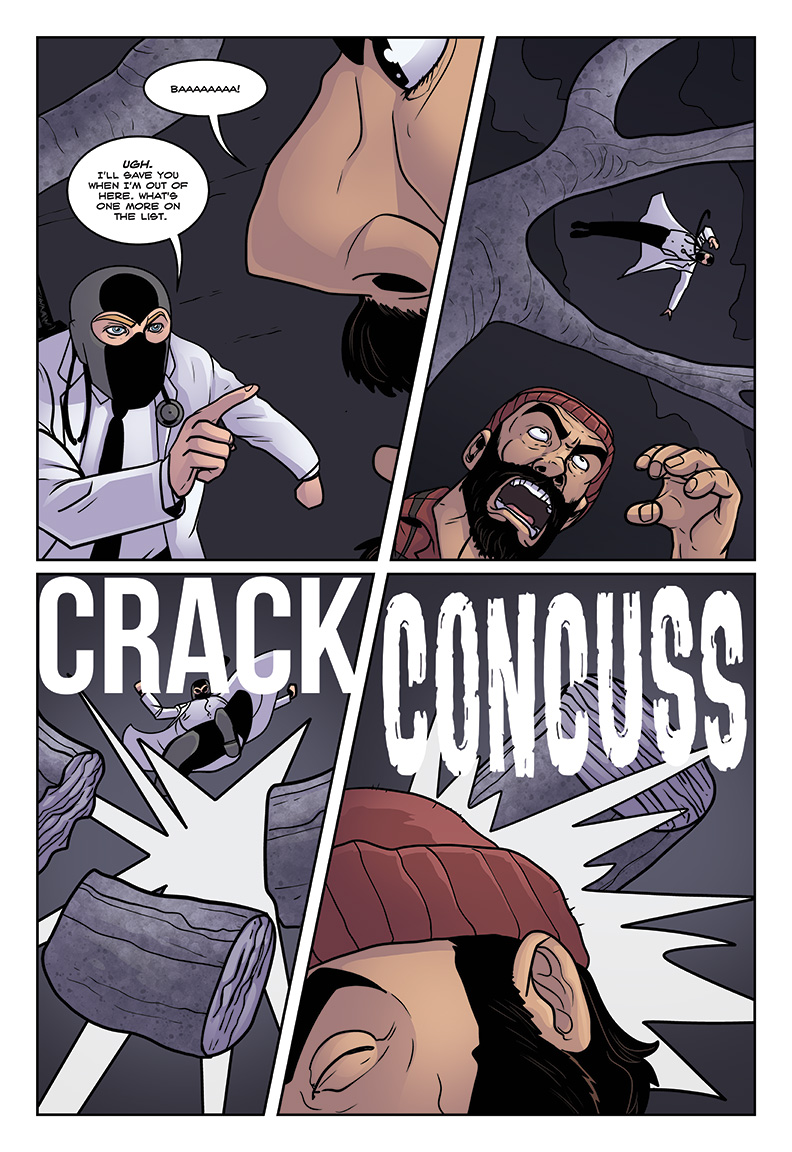 BAAAAAAAA!
UGH.
I'LL SAVE YOU
WHEN I'M OUT OF
HERE. WHAT'S
ONE MORE ON
THE LIST.
CRACK
CONCUSS